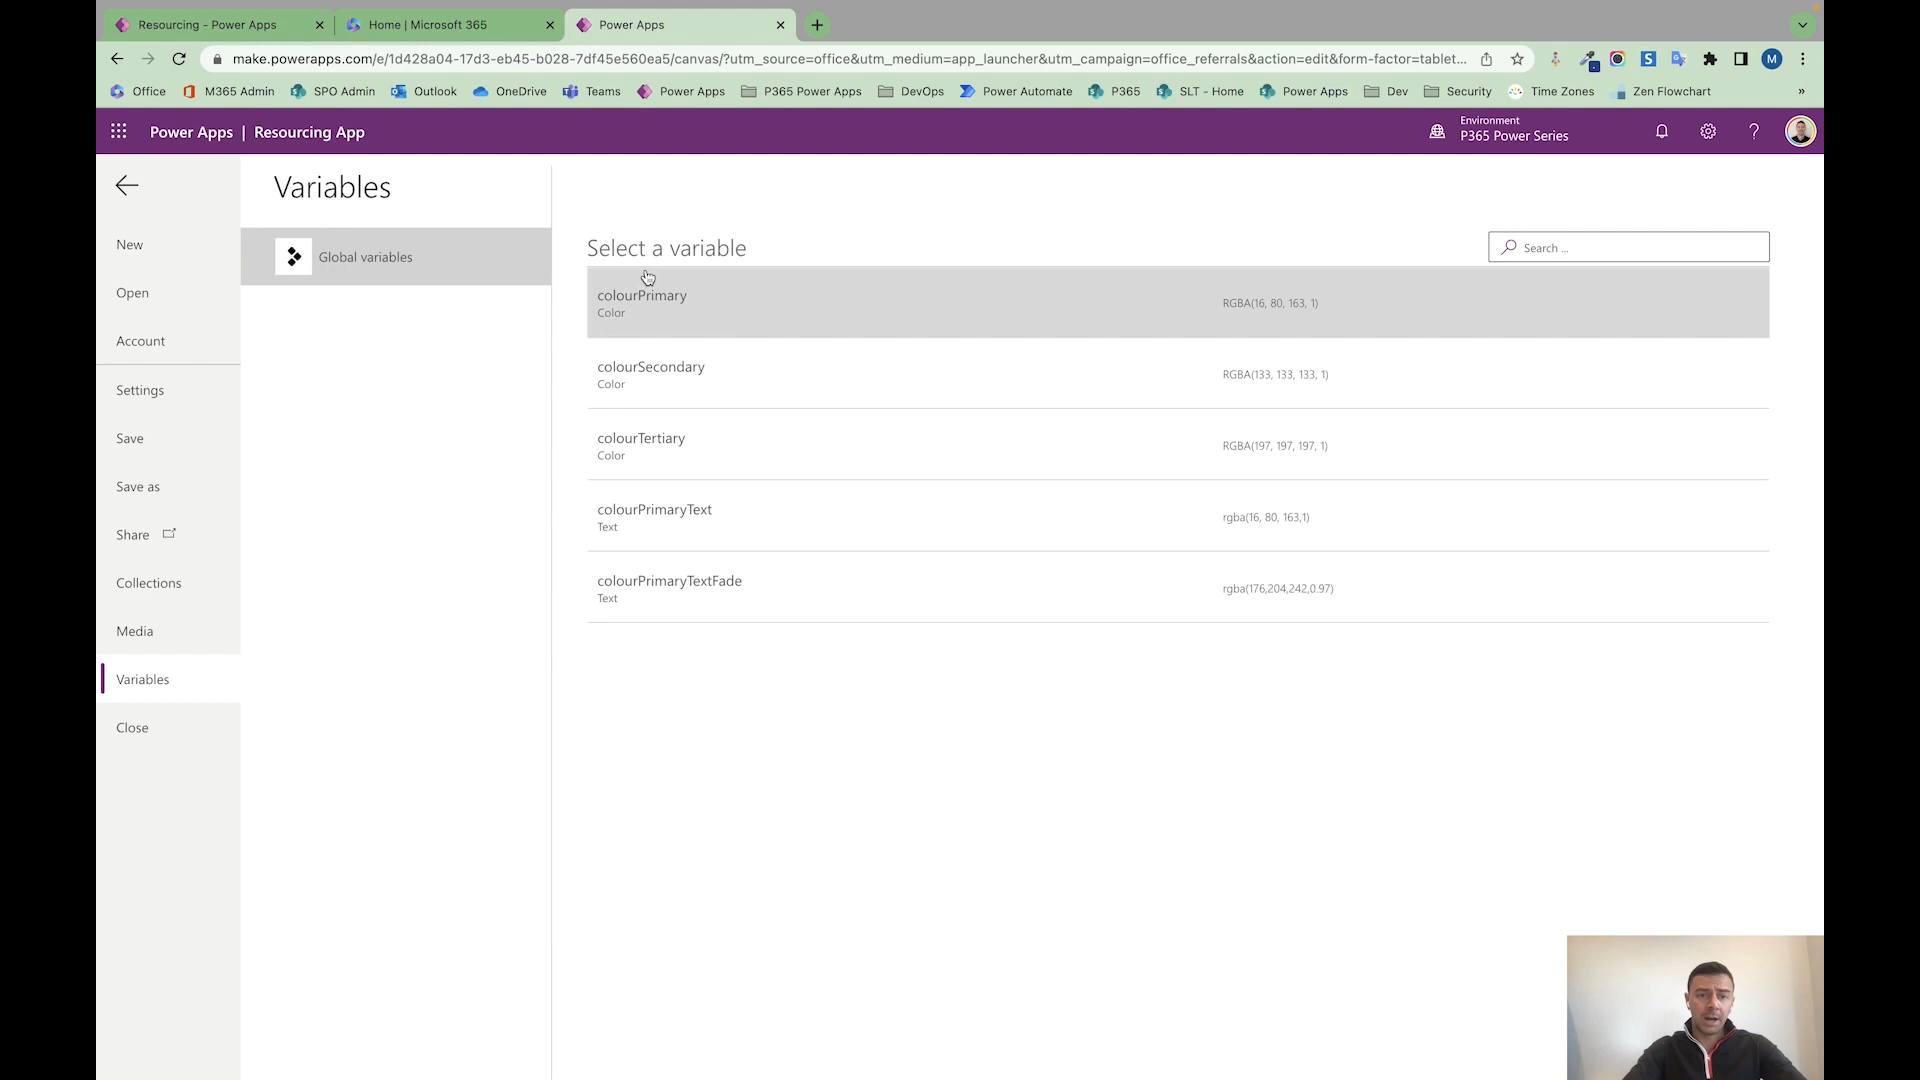 Resourcing - Power Apps
Home | Microsoft 365
Power Apps
make.powerapps.com/e/1d428a04-17d3-eb45-b028-7df45e560ea5/canvas/?utm_source=office&utm_medium=app_launcher&utm_campaign=office_referrals&action=edit&form-factor=tablet...
S
M
Office
M365 Admin
SPO Admin
Outlook
OneDrive
Teams
Power Apps
P365 Power Apps
DevOps
Power Automate
P365
SLT - Home
Power Apps
Dev
Security
Time Zones
Zen Flowchart
»
Power Apps | Resourcing App
Environment
P365 Power Series
?
Variables
New
Open
Account
Settings
Save
Save as
Share
Collections
Media
Variables
Close
Global variables
Select a variable
Search ...
colourPrimary
Color
RGBA(16, 80, 163, 1)
colourSecondary
Color
RGBA(133, 133, 133, 1)
colourTertiary
Color
RGBA(197, 197, 197, 1)
colourPrimaryText
Text
rgba(16, 80, 163,1)
colourPrimaryTextFade
Text
rgba(176,204,242,0.97)